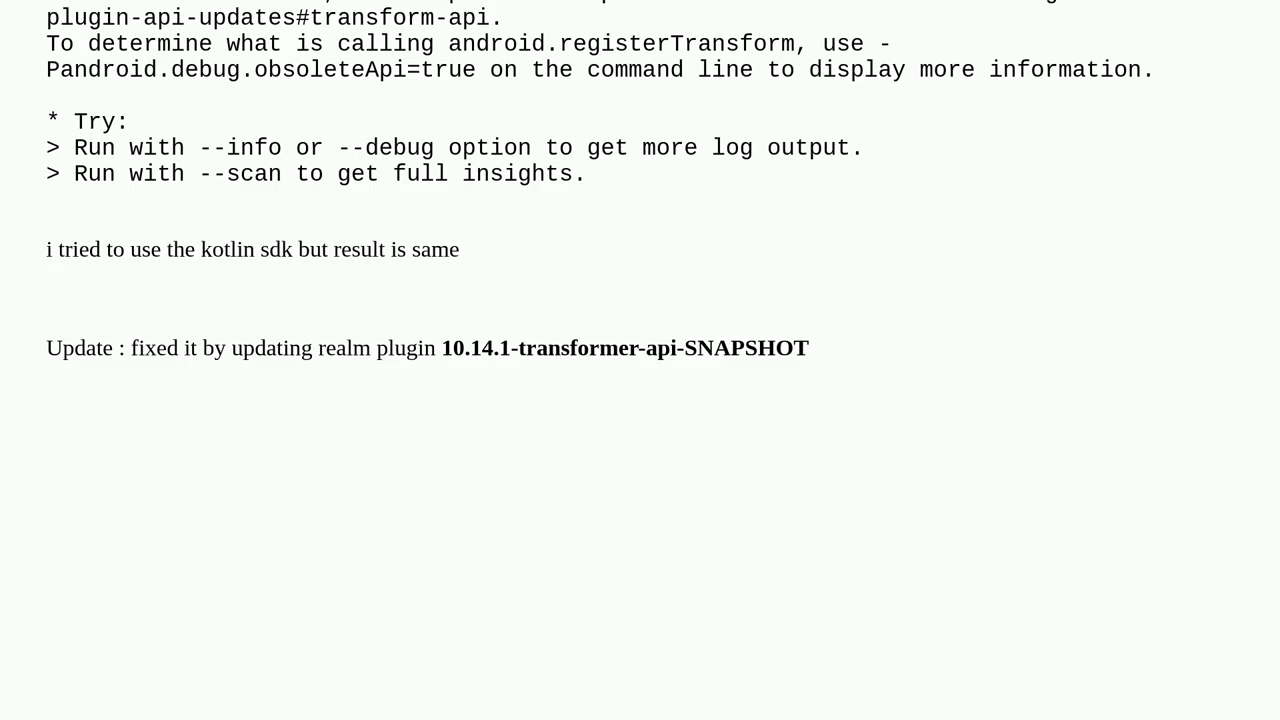 plugin-api-updates#transform-api.
To determine what is calling android.registerTransform, use -
Pandroid.debug.obsoleteApi=true on the command line to display more information.
* Try:
> Run with --info or --debug option to get more log output.
> Run with --scan to get full insights.
i tried to use the kotlin sdk but result is same
Update : fixed it by updating realm plugin 10.14.1-transformer-api-SNAPSHOT